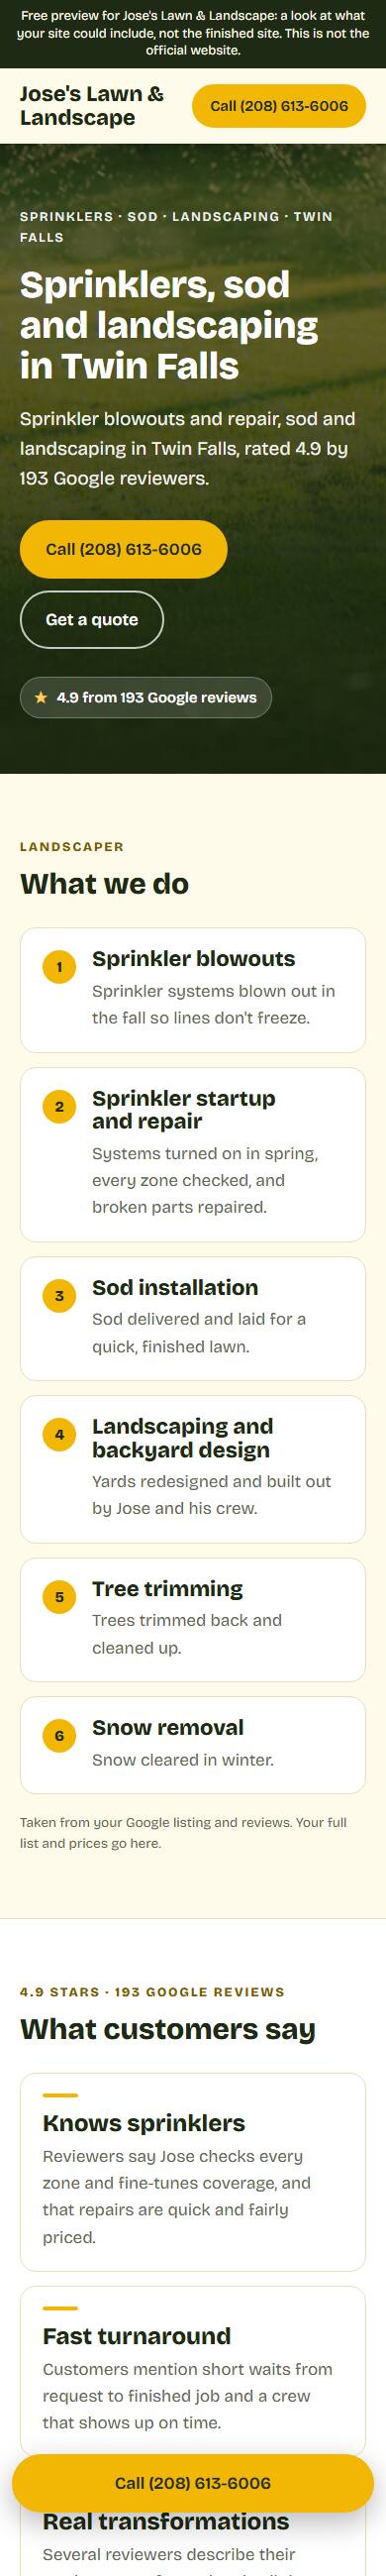 Free preview for Jose's Lawn & Landscape: a look at what
your site could include, not the finished site. This is not the
official website.
Jose's Lawn &
Landscape
Call (208) 613-6006
SPRINKLERS · SOD · LANDSCAPING · TWIN
FALLS
Sprinklers, sod
and landscaping
in Twin Falls
Sprinkler blowouts and repair, sod and
landscaping in Twin Falls, rated 4.9 by
193 Google reviewers.
Call (208) 613-6006
Get a quote
★ 4.9 from 193 Google reviews
LANDSCAPER
What we do
1
Sprinkler blowouts
Sprinkler systems blown out in
the fall so lines don't freeze.
2
Sprinkler startup
and repair
Systems turned on in spring,
every zone checked, and
broken parts repaired.
3
Sod installation
Sod delivered and laid for a
quick, finished lawn.
4
Landscaping and
backyard design
Yards redesigned and built out
by Jose and his crew.
5
Tree trimming
Trees trimmed back and
cleaned up.
6
Snow removal
Snow cleared in winter.
Taken from your Google listing and reviews. Your full
list and prices go here.
4.9 STARS · 193 GOOGLE REVIEWS
What customers say
Knows sprinklers
Reviewers say Jose checks every
zone and fine-tunes coverage, and
that repairs are quick and fairly
priced.
Fast turnaround
Customers mention short waits from
request to finished job and a crew
that shows up on time.
Call (208) 613-6006
Real transformations
Several reviewers describe their